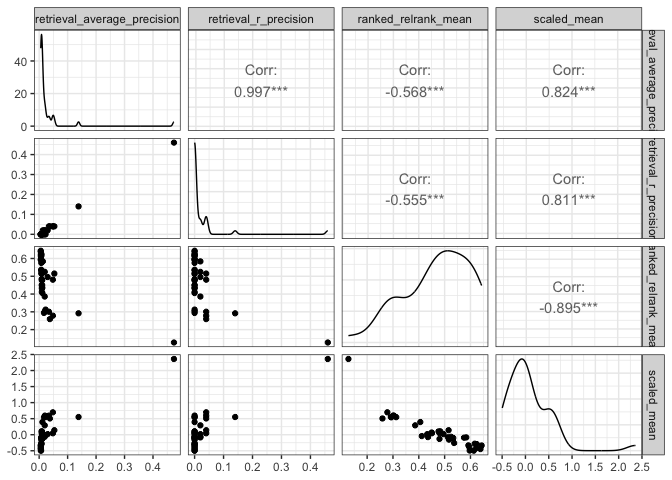 retrieval_average_precision retrieval_r_precision ranked_relrank_mean scaled_mean
40
20
0
Corr:
0.997***
Corr:
-0.568***
Corr:
0.824***
0.4
0.3
0.2
0.1
0.0
Corr:
-0.555***
Corr:
0.811***
0.6
0.5
0.4
0.3
0.2
Corr:
-0.895***
2.5
2.0
1.5
1.0
0.5
0.0
-0.5
0.0 0.1 0.2 0.3 0.4
0.0 0.1 0.2 0.3 0.4
0.2 0.3 0.4 0.5 0.6
-0.5 0.0 0.5 1.0 1.5 2.0 2.5
scaled_mean